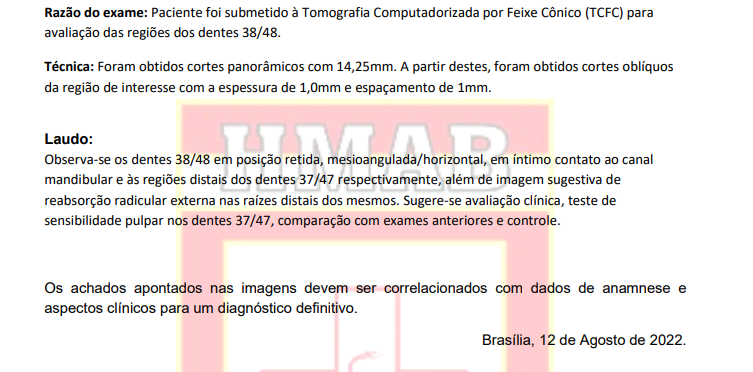 Razão do exame: Paciente foi submetido à Tomografia Computadorizada por Feixe Cônico (TCFC) para
avaliação das regiões dos dentes 38/48.
Técnica: Foram obtidos cortes panorâmicos com 14,25mm. A partir destes, foram obtidos cortes oblíquos
da região de interesse com a espessura de 1,0mm e espaçamento de 1mm.
HMAB
Laudo:
Observa-se os dentes 38/48 em posição retida, mesioangulada/horizontal, em íntimo contato ao canal
mandibular e às regiões distais dos dentes 37/47 respectivamente, além de imagem sugestiva de
reabsorção radicular externa nas raízes distais dos mesmos. Sugere-se avaliação clínica, teste de
sensibilidade pulpar nos dentes 37/47, comparação com exames anteriores e controle.
Os achados apontados nas imagens devem ser correlacionados com dados de anamnese e
aspectos clínicos para um diagnóstico definitivo.
Brasília, 12 de Agosto de 2022.